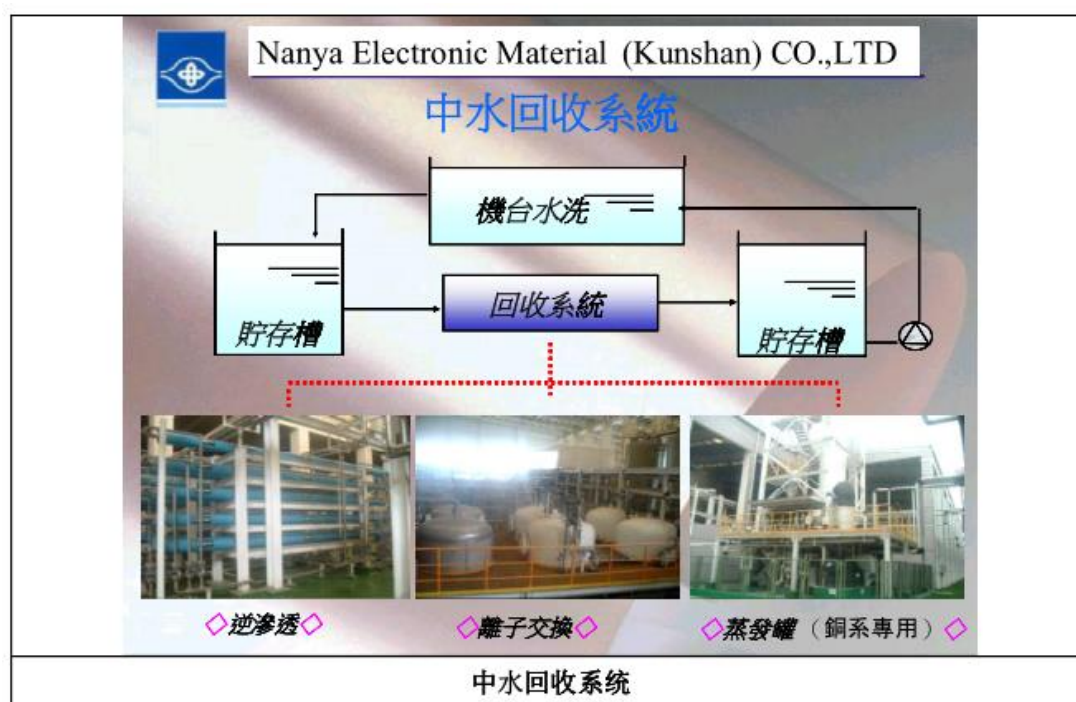 Nanya Electronic Material (Kunshan) CO.,LTD
中水回收系統
機台水洗
回收系統
貯存槽
貯存槽
逆滲透
離子交換
蒸發罐（銅系專用）
中水回收系统